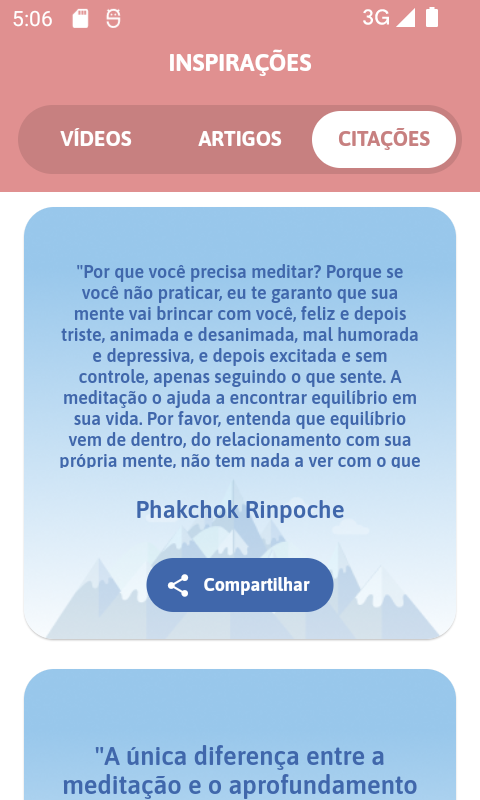 5:06
3G
INSPIRAÇÕES
VÍDEOS
ARTIGOS
CITAÇÕES
"Por que você precisa meditar? Porque se
você não praticar, eu te garanto que sua
mente vai brincar com você, feliz e depois
triste, animada e desanimada, mal humorada
e depressiva, e depois excitada e sem
controle, apenas seguindo o que sente. A
meditação o ajuda a encontrar equilíbrio em
sua vida. Por favor, entenda que equilíbrio
vem de dentro, do relacionamento com sua
própria mente, não tem nada a ver com o que
Phakchok Rinpoche
Compartilhar
"A única diferença entre a
meditação e o aprofundamento